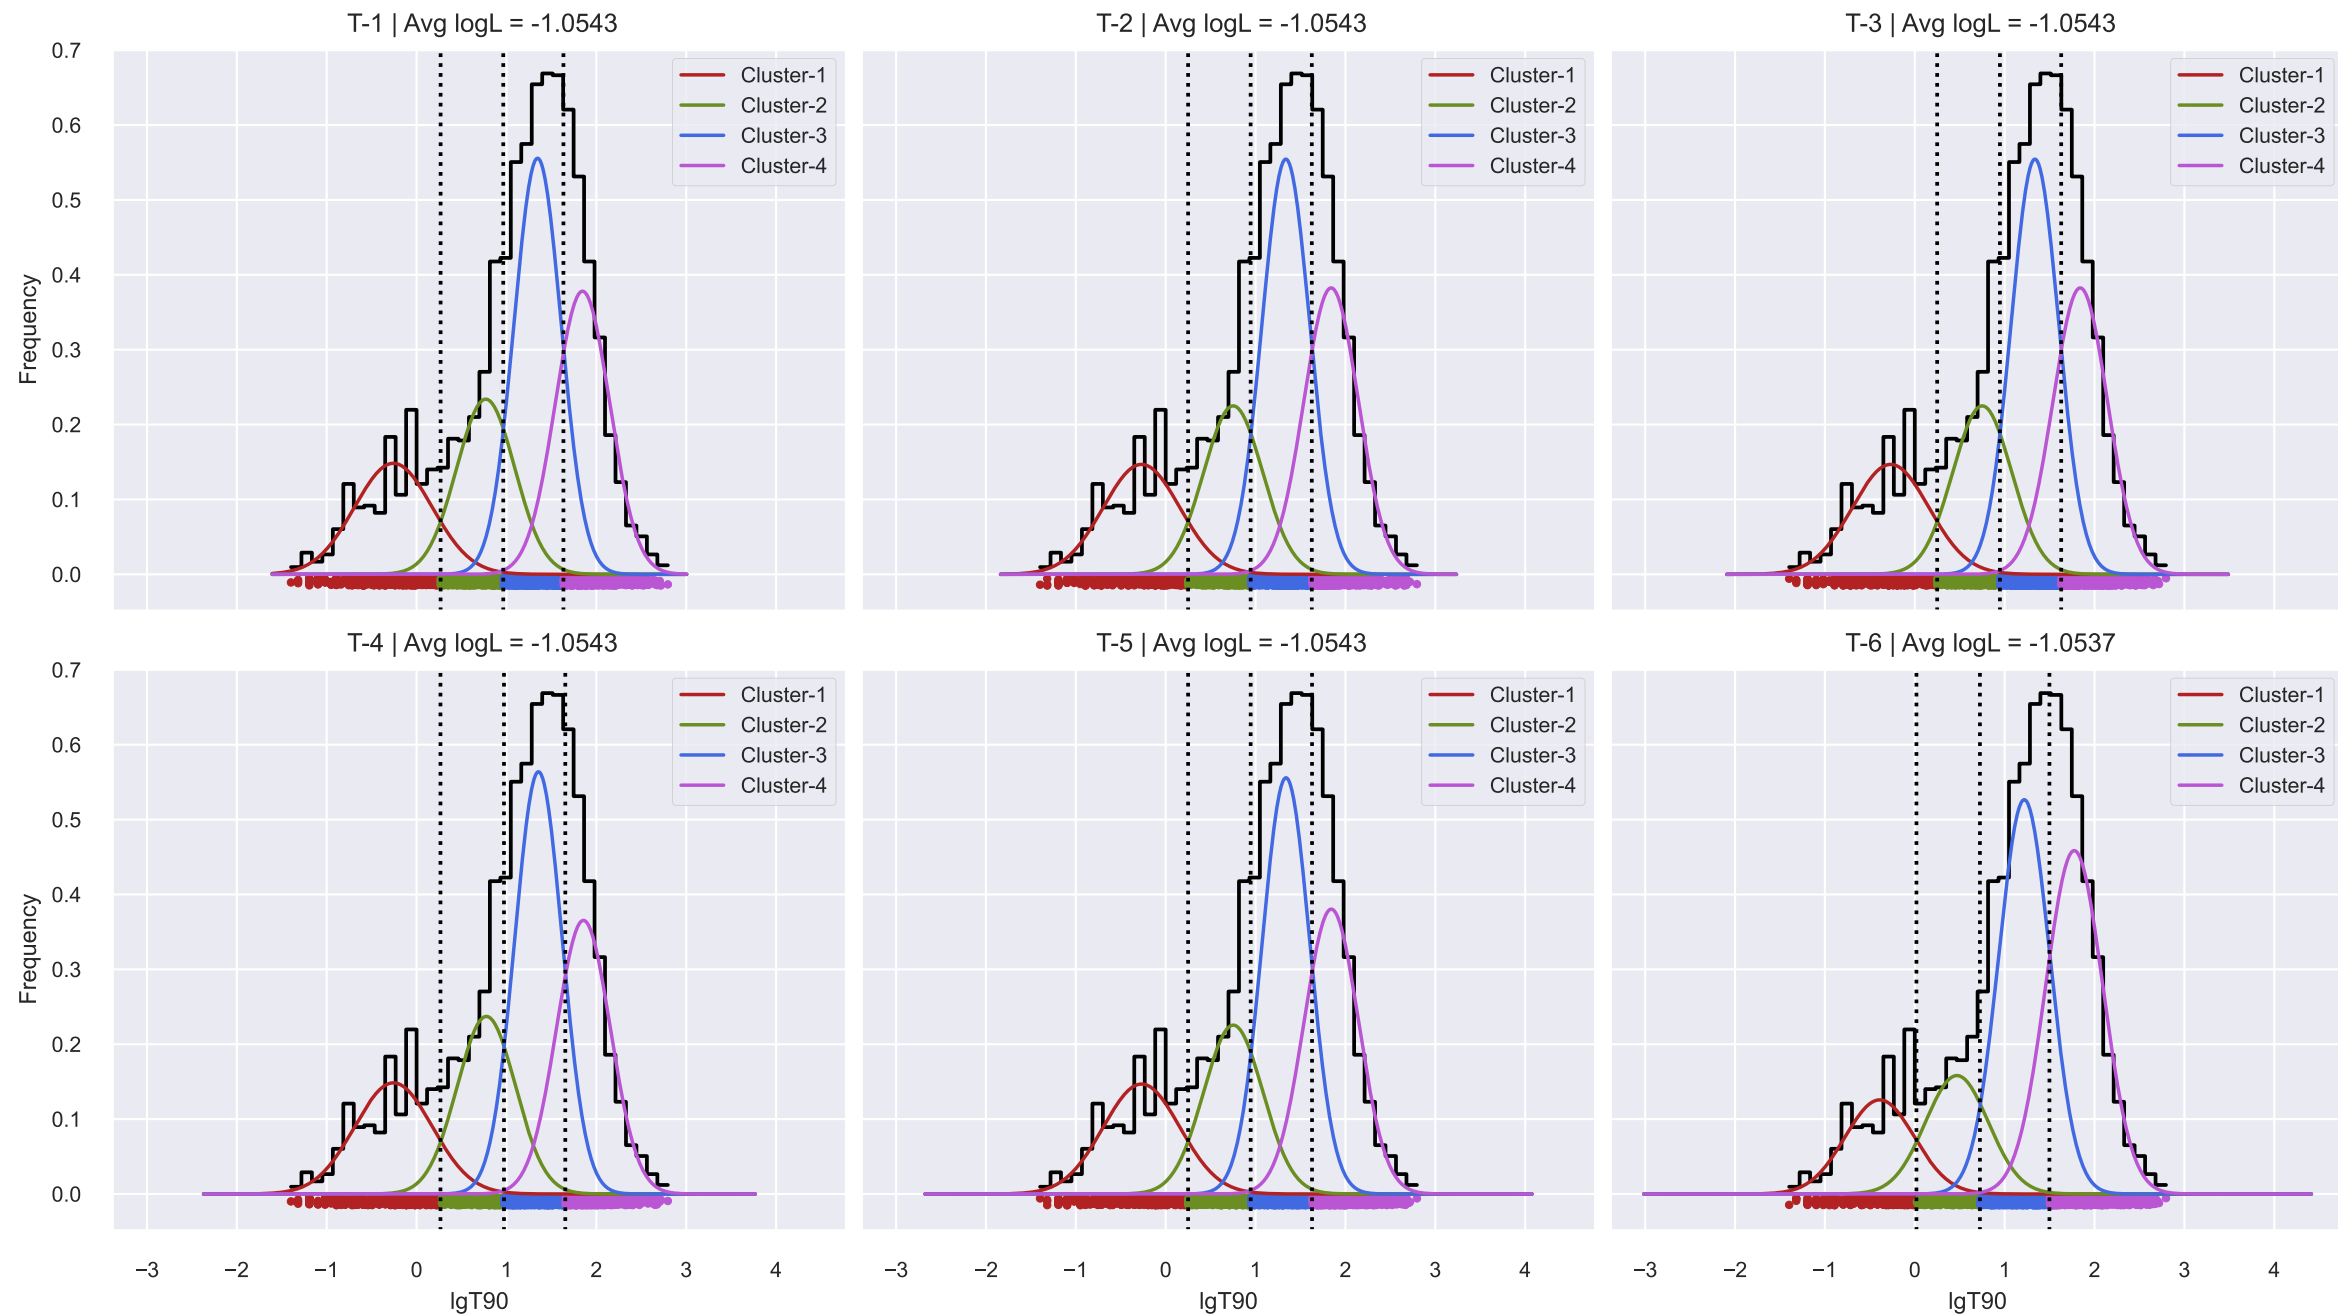 T-1 | Avg logL = -1.0543
T-2 | Avg logL = -1.0543
T-3 | Avg logL = -1.0543
0.7
0.6
0.5
0.4
0.3
0.2
0.1
0.0
Frequency
Cluster-1
Cluster-2
Cluster-3
Cluster-4
Cluster-1
Cluster-2
Cluster-3
Cluster-4
Cluster-1
Cluster-2
Cluster-3
Cluster-4
T-4 | Avg logL = -1.0543
T-5 | Avg logL = -1.0543
T-6 | Avg logL = -1.0537
0.7
0.6
0.5
0.4
0.3
0.2
0.1
0.0
Frequency
Cluster-1
Cluster-2
Cluster-3
Cluster-4
Cluster-1
Cluster-2
Cluster-3
Cluster-4
Cluster-1
Cluster-2
Cluster-3
Cluster-4
−3 −2 −1 0 1 2 3 4
−3 −2 −1 0 1 2 3 4
−3 −2 −1 0 1 2 3 4
lgT90
lgT90
lgT90